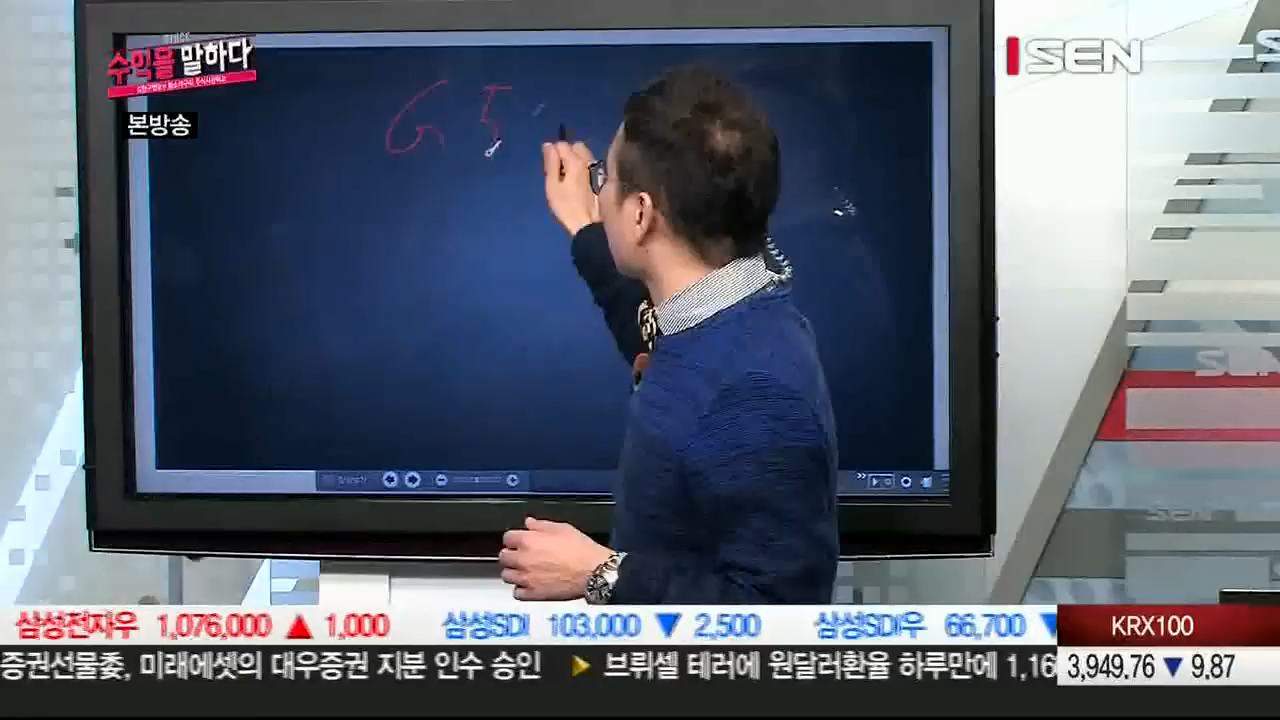 수익을 말하다
본방송
SEN
G 5
삼성전자우 1,076,000 ▲ 1,000 삼성SDI 103,000 ▼ 2,500 삼성SDI우 66,700 ▼
KRX100
증권선물委, 미래에셋의 대우증권 지분 인수 승인 ▶ 브뤼셀 테러에 원달러환율 하루만에 1,16
3,949.76 ▼ 9.87